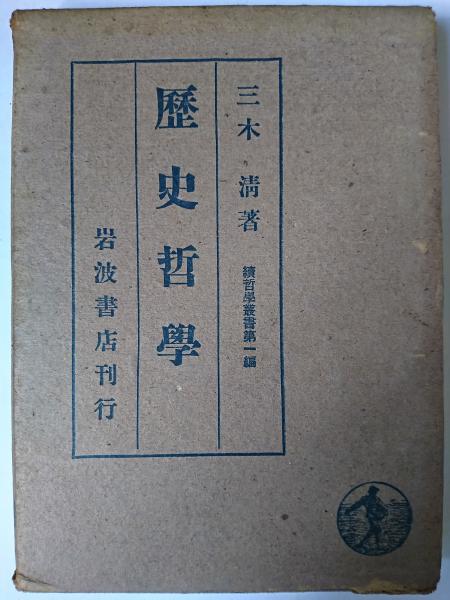 三木 淸著
續哲學叢書第一編
歷史哲學
岩波書店刊行